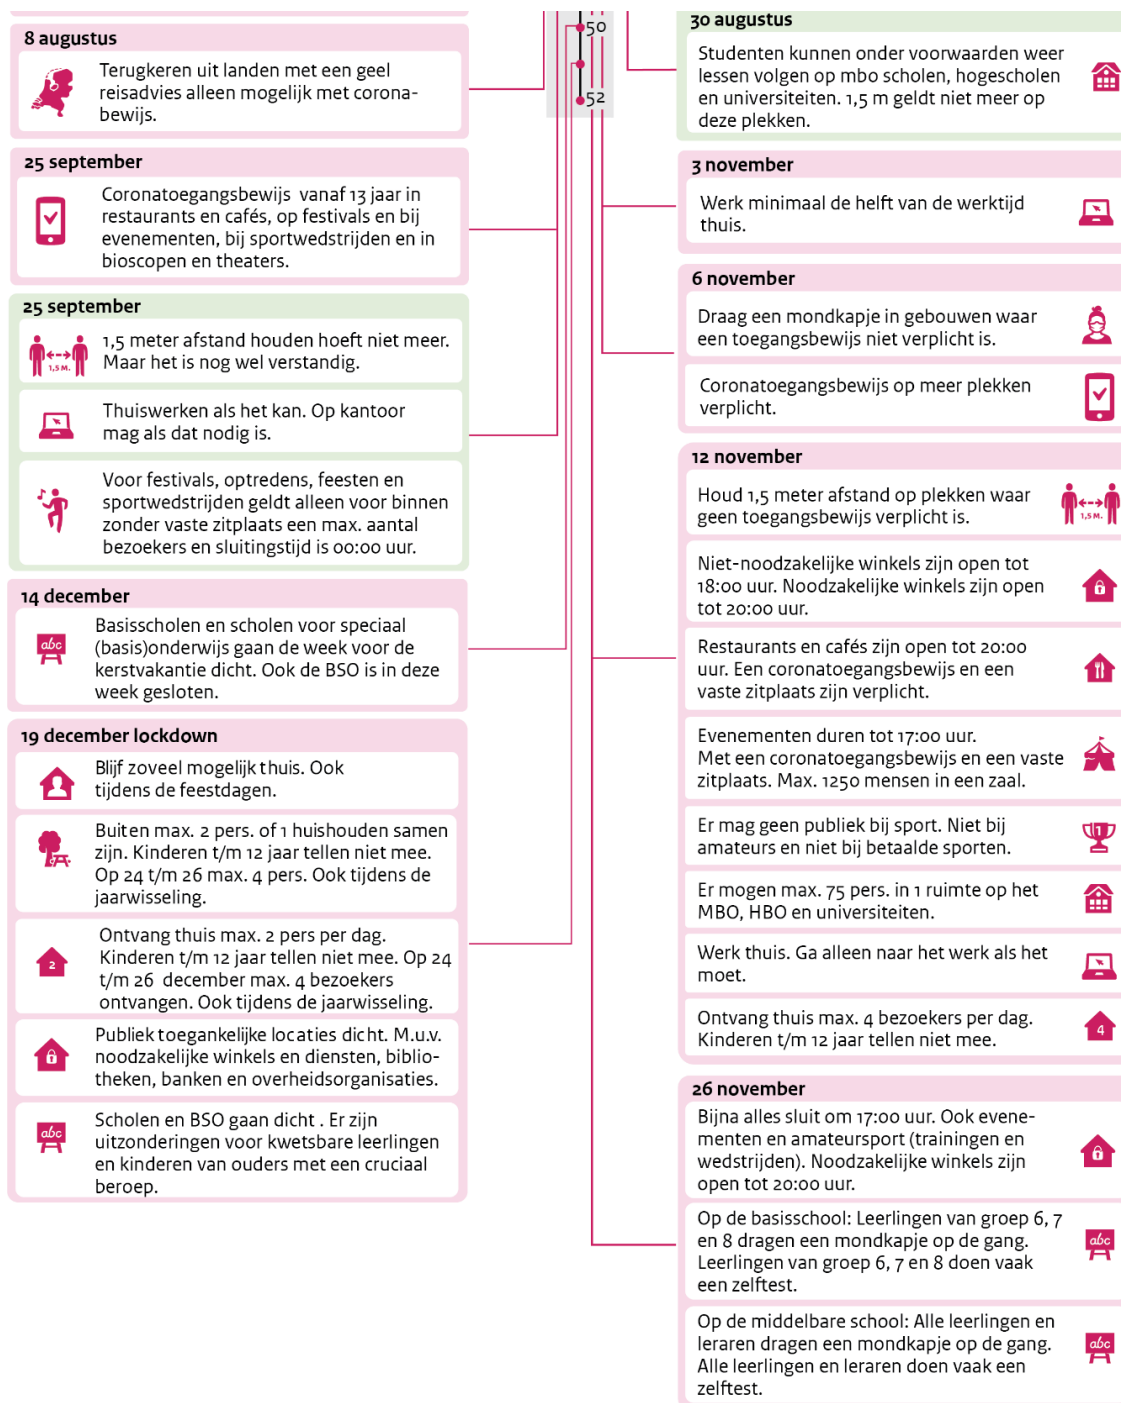 8 augustus
Terugkeren uit landen met een geel
reisadvies alleen mogelijk met corona-
bewijs.
25 september
Coronatoegangsbewijs vanaf 13 jaar in
restaurants en cafés, op festivals en bij
evenementen, bij sportwedstrijden en in
bioscopen en theaters.
25 september
1,5 M.
1,5 meter afstand houden hoeft niet meer.
Maar het is nog wel verstandig.
Thuiswerken als het kan. Op kantoor
mag als dat nodig is.
Voor festivals, optredens, feesten en
sportwedstrijden geldt alleen voor binnen
zonder vaste zitplaats een max. aantal
bezoekers en sluitingstijd is 00:00 uur.
14 december
abc
Basisscholen en scholen voor speciaal
(basis)onderwijs gaan de week voor de
kerstvakantie dicht. Ook de BSO is in deze
week gesloten.
19 december lockdown
Blijf zoveel mogelijk thuis. Ook
tijdens de feestdagen.
Buiten max. 2 pers. of 1 huishouden samen
zijn. Kinderen t/m 12 jaar tellen niet mee.
Op 24 t/m 26 max. 4 pers. Ook tijdens de
jaarwisseling.
2
Ontvang thuis max. 2 pers per dag.
Kinderen t/m 12 jaar tellen niet mee. Op 24
t/m 26 december max. 4 bezoekers
ontvangen. Ook tijdens de jaarwisseling.
Publiek toegankelijke locaties dicht. M.u.v.
noodzakelijke winkels en diensten, biblio-
theken, banken en overheidsorganisaties.
abc
Scholen en BSO gaan dicht . Er zijn
uitzonderingen voor kwetsbare leerlingen
en kinderen van ouders met een cruciaal
beroep.
50
52
30 augustus
Studenten kunnen onder voorwaarden weer
lessen volgen op mbo scholen, hogescholen
en universiteiten. 1,5 m geldt niet meer op
deze plekken.
3 november
Werk minimaal de helft van de werktijd
thuis.
6 november
Draag een mondkapje in gebouwen waar
een toegangsbewijs niet verplicht is.
Coronatoegangsbewijs op meer plekken
verplicht.
12 november
Houd 1,5 meter afstand op plekken waar
geen toegangsbewijs verplicht is.
1,5 M.
Niet-noodzakelijke winkels zijn open tot
18:00 uur. Noodzakelijke winkels zijn open
tot 20:00 uur.
Restaurants en cafés zijn open tot 20:00
uur. Een coronatoegangsbewijs en een
vaste zitplaats zijn verplicht.
Evenementen duren tot 17:00 uur.
Met een coronatoegangsbewijs en een vaste
zitplaats. Max. 1250 mensen in een zaal.
Er mag geen publiek bij sport. Niet bij
amateurs en niet bij betaalde sporten.
1
Er mogen max. 75 pers. in 1 ruimte op het
MBO, HBO en universiteiten.
Werk thuis. Ga alleen naar het werk als het
moet.
Ontvang thuis max. 4 bezoekers per dag.
Kinderen t/m 12 jaar tellen niet mee.
4
26 november
Bijna alles sluit om 17:00 uur. Ook evene-
menten en amateursport (trainingen en
wedstrijden). Noodzakelijke winkels zijn
open tot 20:00 uur.
Op de basisschool: Leerlingen van groep 6, 7
en 8 dragen een mondkapje op de gang.
Leerlingen van groep 6, 7 en 8 doen vaak
een zelftest.
abc
Op de middelbare school: Alle leerlingen en
leraren dragen een mondkapje op de gang.
Alle leerlingen en leraren doen vaak een
zelftest.
abc